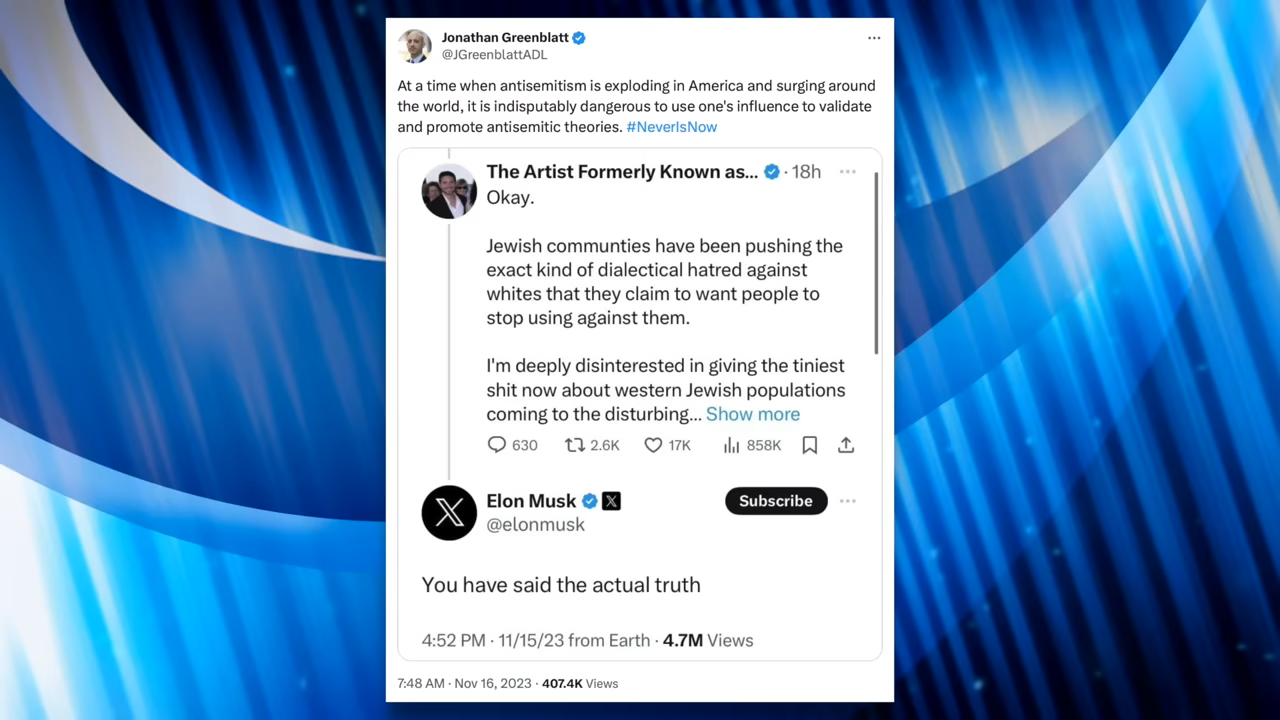 Jonathan Greenblatt
@JGreenblattADL
At a time when antisemitism is exploding in America and surging around
the world, it is indisputably dangerous to use one's influence to validate
and promote antisemitic theories. #NeverIsNow
The Artist Formerly Known as... · 18h
Okay.
Jewish communties have been pushing the
exact kind of dialectical hatred against
whites that they claim to want people to
stop using against them.
I'm deeply disinterested in giving the tiniest
shit now about western Jewish populations
coming to the disturbing... Show more
630 2.6K 17K 858K
Elon Musk
Subscribe
@elonmusk
You have said the actual truth
4:52 PM · 11/15/23 from Earth · 4.7M Views
7:48 AM · Nov 16, 2023 · 407.4K Views